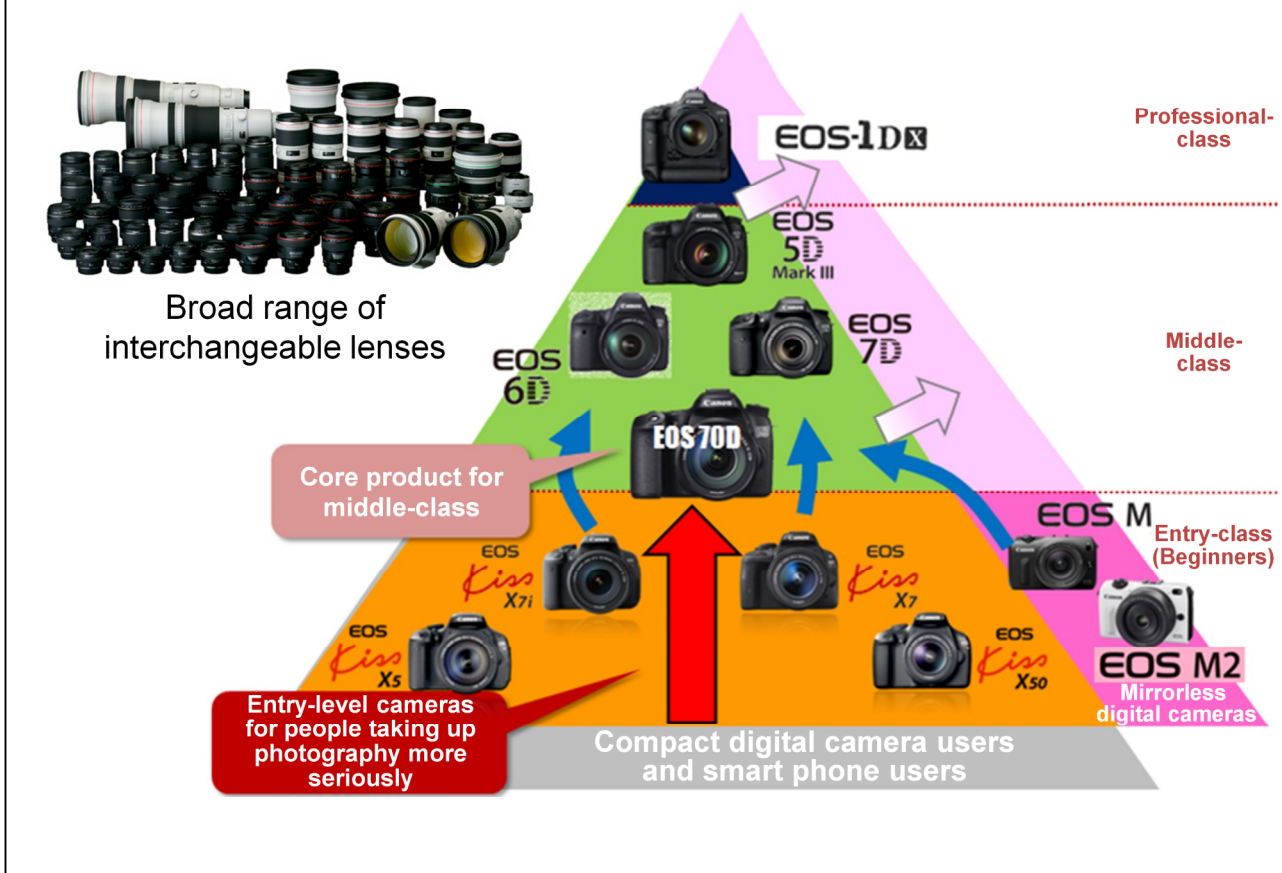 Professional-
class
EOS-1D X
EOS
5D
Mark III
Broad range of
interchangeable lenses
EOS
6D
EOS
7D
Middle-
class
EOS 70D
Core product for
middle-class
EOS M
Entry-class
(Beginners)
EOS
Kiss
X7i
EOS
Kiss
X7
EOS
Kiss
X5
EOS
Kiss
X50
EOS M2
Mirrorless
digital cameras
Entry-level cameras
for people taking up
photography more
seriously
Compact digital camera users
and smart phone users